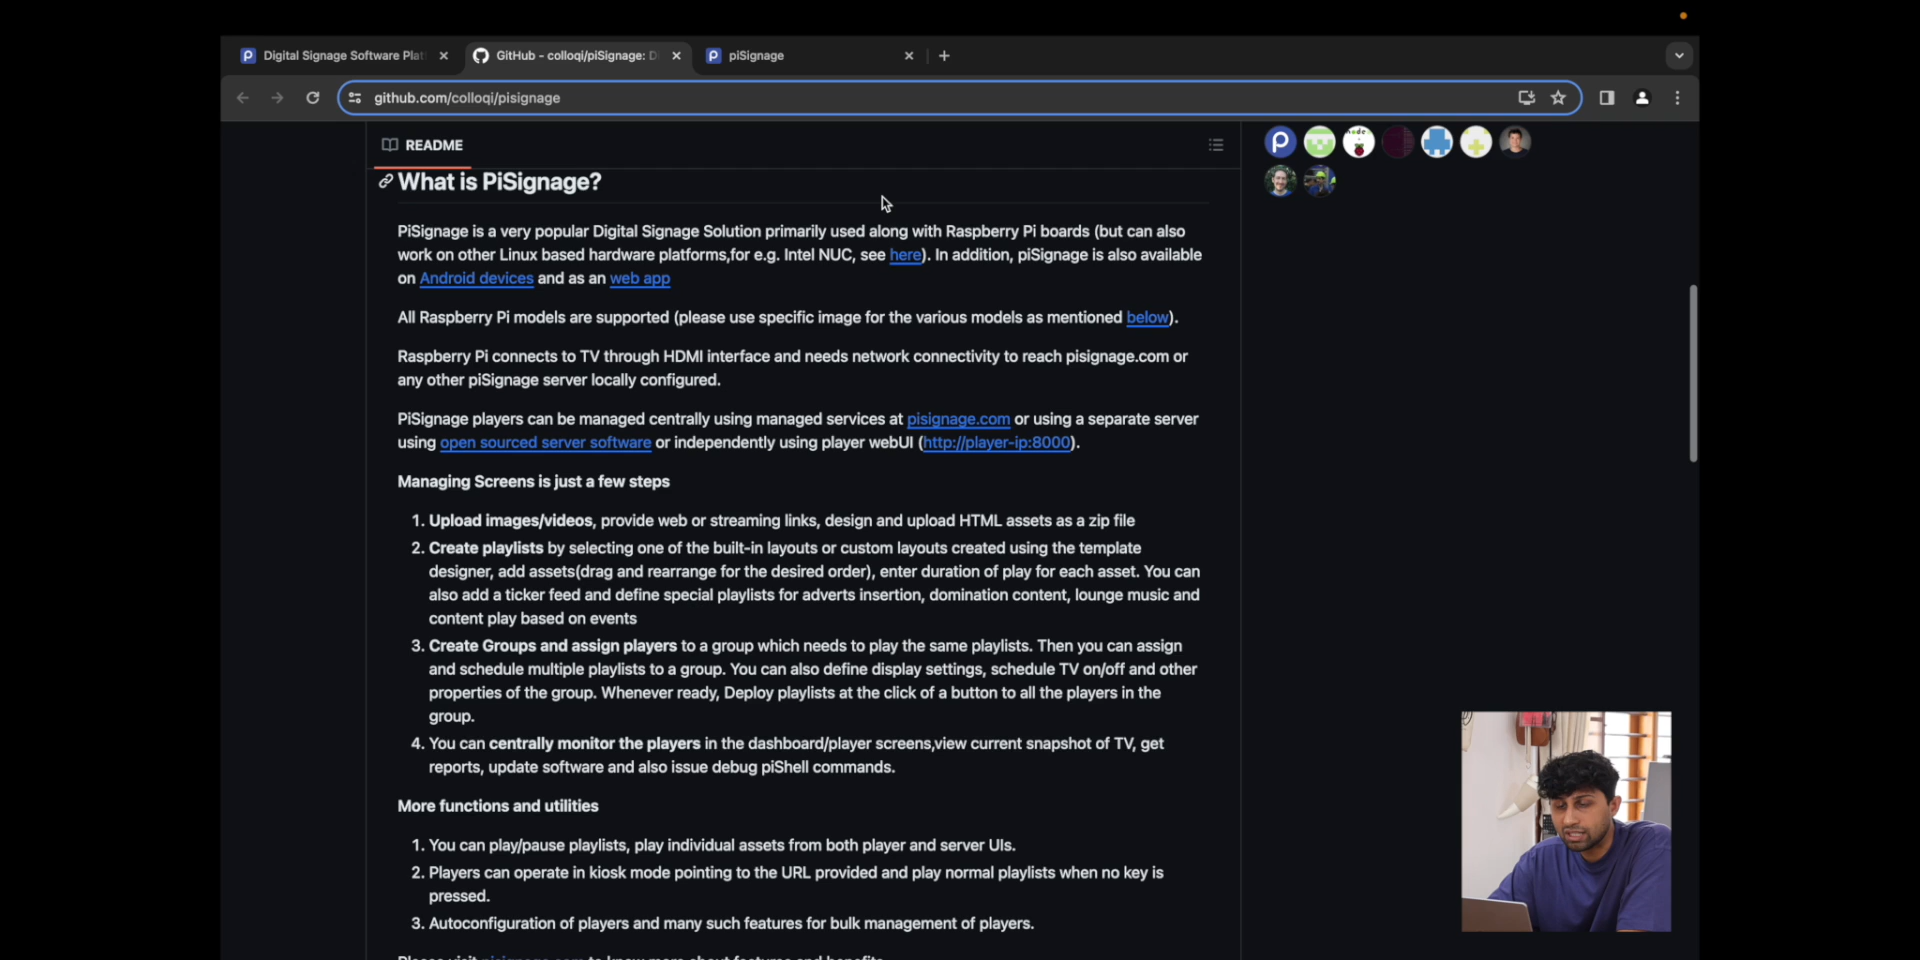 Digital Signage Software Plat
GitHub - colloqi/piSignage: D
piSignage
github.com/colloqi/pisignage
README
What is PiSignage?
PiSignage is a very popular Digital Signage Solution primarily used along with Raspberry Pi boards (but can also
work on other Linux based hardware platforms,for e.g. Intel NUC, see here). In addition, piSignage is also available
on Android devices and as an web app
All Raspberry Pi models are supported (please use specific image for the various models as mentioned below).
Raspberry Pi connects to TV through HDMI interface and needs network connectivity to reach pisignage.com or
any other piSignage server locally configured.
PiSignage players can be managed centrally using managed services at pisignage.com or using a separate server
using open sourced server software or independently using player webUI (http://player-ip:8000).
Managing Screens is just a few steps
1. Upload images/videos, provide web or streaming links, design and upload HTML assets as a zip file
2. Create playlists by selecting one of the built-in layouts or custom layouts created using the template
designer, add assets(drag and rearrange for the desired order), enter duration of play for each asset. You can
also add a ticker feed and define special playlists for adverts insertion, domination content, lounge music and
content play based on events
3. Create Groups and assign players to a group which needs to play the same playlists. Then you can assign
and schedule multiple playlists to a group. You can also define display settings, schedule TV on/off and other
properties of the group. Whenever ready, Deploy playlists at the click of a button to all the players in the
group.
4. You can centrally monitor the players in the dashboard/player screens,view current snapshot of TV, get
reports, update software and also issue debug piShell commands.
More functions and utilities
1. You can play/pause playlists, play individual assets from both player and server UIs.
2. Players can operate in kiosk mode pointing to the URL provided and play normal playlists when no key is
pressed.
3. Autoconfiguration of players and many such features for bulk management of players.
Please visit pisignage.com to know more about features and benefits